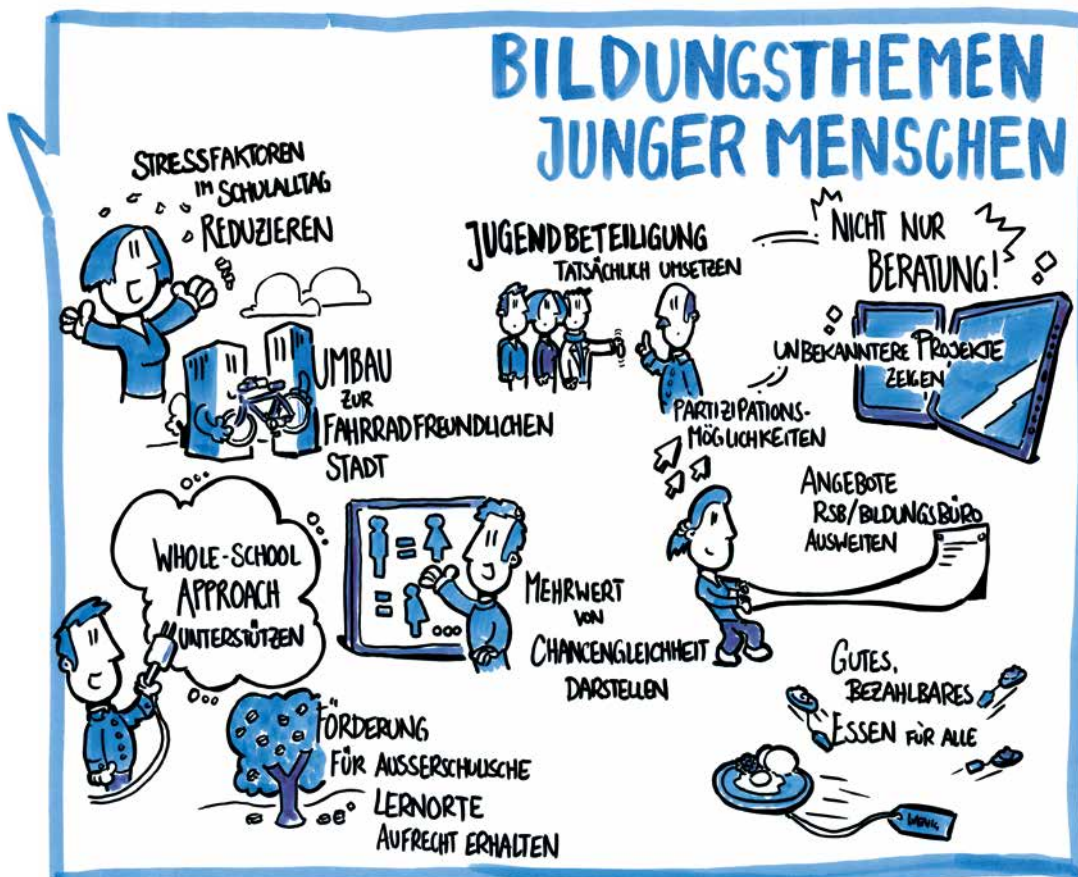 BILDUNGSTHEMEN
JUNGER MENSCHEN
STRESSFAKTOREN
IM SCHULALLTAG
REDUZIEREN
JUGENDBETEILIGUNG
TATSÄCHLICH UMSETZEN
NICHT NUR
BERATUNG!
UNBEKANNTERE PROJEKTE
ZEIGEN
UMBAU
ZUR
FAHRRADFREUNDLICHEN
STADT
PARTIZIPATIONS-
MÖGLICHKEITEN
ANGEBOTE
RSB/BILDUNGSBÜRO
AUSWEITEN
WHOLE-SCHOOL
APPROACH
UNTERSTÜTZEN
MEHRWERT
VON
CHANCENGLEICHHEIT
DARSTELLEN
GUTES,
BEZAHLBARES
ESSEN FÜR ALLE
FÖRDERUNG
FÜR AUSSERSCHULISCHE
LERNORTE
AUFRECHT ERHALTEN